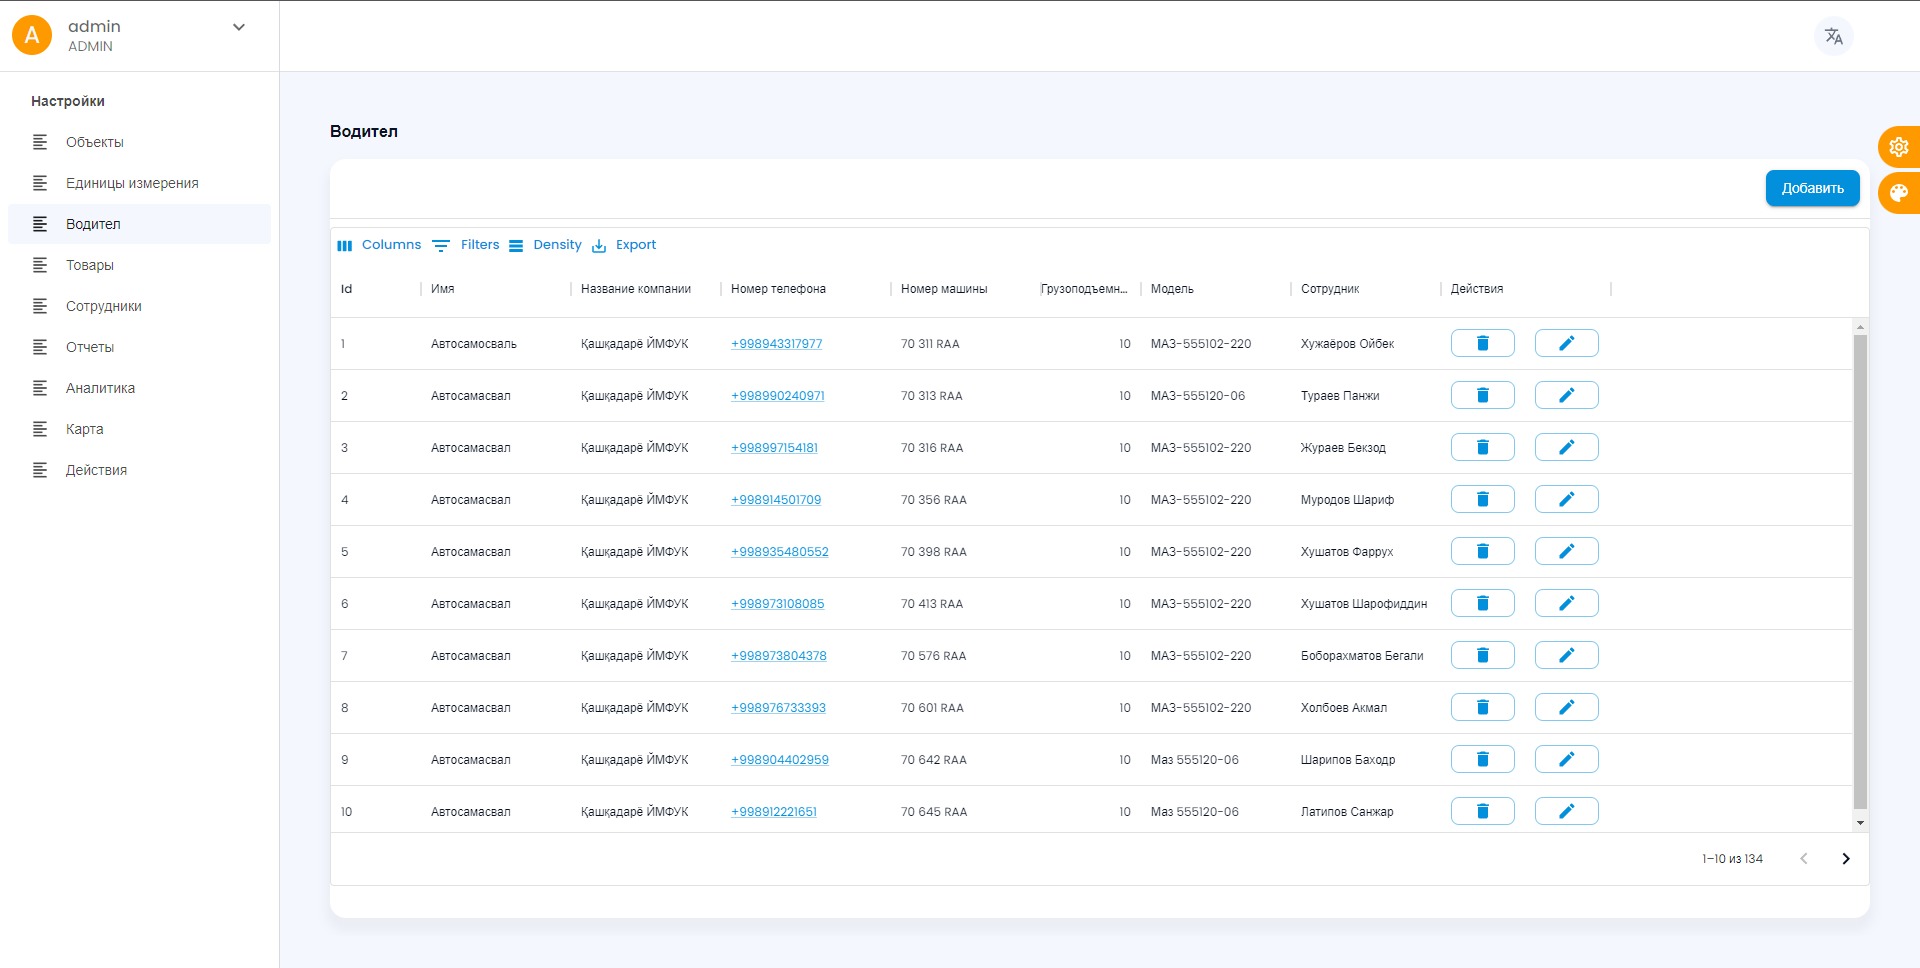 A
admin
ADMIN
Настройки
Объекты
Единицы измерения
Водител
Товары
Сотрудники
Отчеты
Аналитика
Карта
Действия
Водител
Добавить
Columns Filters Density Export
Id Имя Название компании Номер телефона Номер машины Грузоподъемн... Модель Сотрудник Действия
1 Автосамосваль Қашқадарё ЙМФУК +998943317977 70 311 RAA 10 МАЗ-555102-220 Хужаёров Ойбек
2 Автосамасвал Қашқадарё ЙМФУК +998990240971 70 313 RAA 10 МАЗ-555120-06 Тураев Панжи
3 Автосамасвал Қашқадарё ЙМФУК +998997154181 70 316 RAA 10 МАЗ-555102-220 Жураев Бекзод
4 Автосамасвал Қашқадарё ЙМФУК +998914501709 70 356 RAA 10 МАЗ-555102-220 Муродов Шариф
5 Автосамасвал Қашқадарё ЙМФУК +998935480552 70 398 RAA 10 МАЗ-555102-220 Хушатов Фаррух
6 Автосамасвал Қашқадарё ЙМФУК +998973108085 70 413 RAA 10 МАЗ-555102-220 Хушатов Шарофиддин
7 Автосамасвал Қашқадарё ЙМФУК +998973804378 70 576 RAA 10 МАЗ-555102-220 Боборахматов Бегали
8 Автосамасвал Қашқадарё ЙМФУК +998976733393 70 601 RAA 10 МАЗ-555102-220 Холбоев Акмал
9 Автосамасвал Қашқадарё ЙМФУК +998904402959 70 642 RAA 10 Маз 555120-06 Шарипов Баходр
10 Автосамасвал Қашқадарё ЙМФУК +998912221651 70 645 RAA 10 Маз 555120-06 Латипов Санжар
1–10 из 134